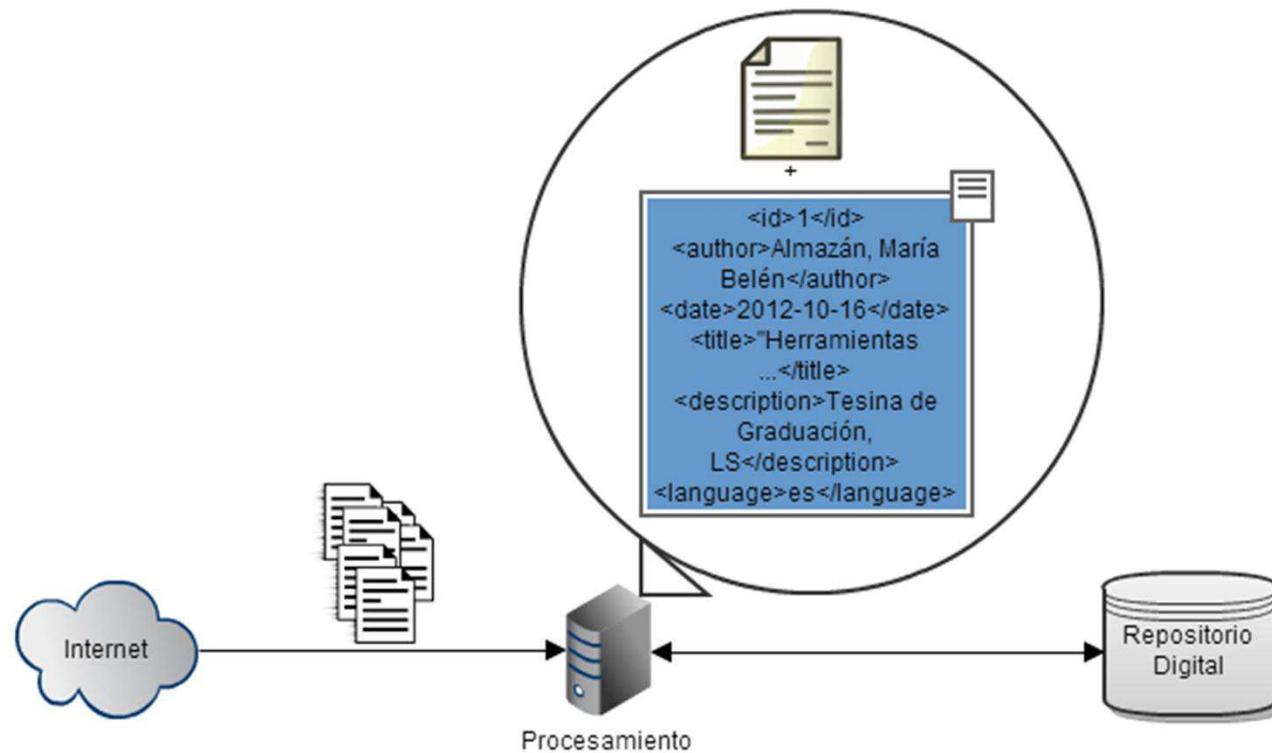 +
<id>1</id>
<author>Almazán, María
Belén</author>
<date>2012-10-16</date>
<title>"Herramientas
...</title>
<description>Tesina de
Graduación,
LS</description>
<language>es</language>
Internet
Procesamiento
Repositorio
Digital